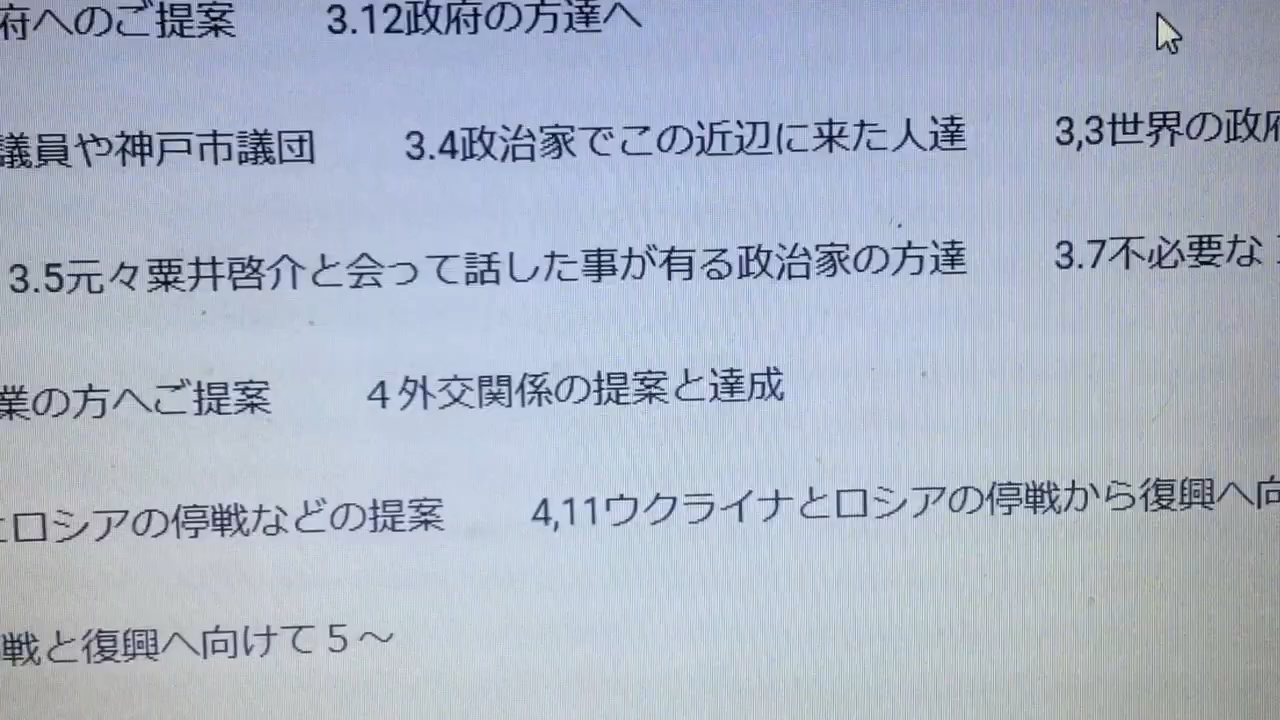 府へのご提案 3.12政府の方達へ
議員や神戸市議団 3.4政治家でこの近辺に来た人達 3,3世界の政府
3.5元々粟井啓介と会って話した事が有る政治家の方達 3.7不必要な
業の方へご提案 4外交関係の提案と達成
とロシアの停戦などの提案 4,11ウクライナとロシアの停戦から復興へ向
戦と復興へ向けて5～